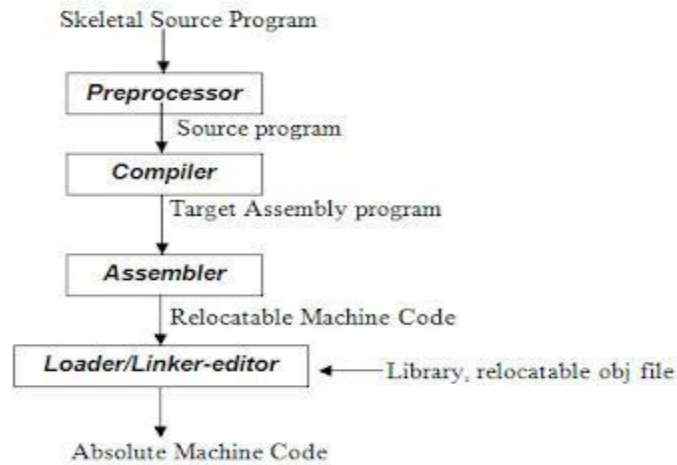 Skeletal Source Program
Preprocessor
Source program
Compiler
Target Assembly program
Assembler
Relocatable Machine Code
Loader/Linker-editor
Library, relocatable obj file
Absolute Machine Code